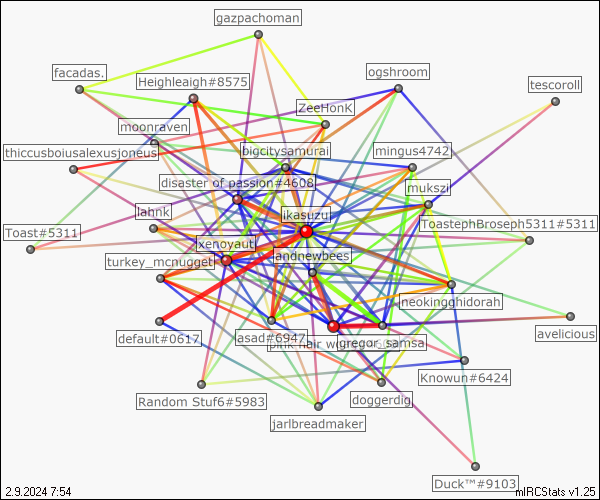 gazpachoman
facadas.
Heighleaigh#8575
ogshroom
tescoroll
ZeeHonK
moonraven
bigcitysamurai
mingus4742
thiccusboiusalexusjoneus
disaster of passion#4608
mukszi
lahnk
ikasuzu
ToastephBroseph5311#5311
Toast#5311
xenoyaut
andnewbees
turkey_mcnugget
neokingghidorah
default#0617
asad#6947
pink hair
gregor_samsa
avelicious
Knowun#6424
Random Stuf6#5983
doggerdig
jarlbreadmaker
Duck™#9103
2.9.2024 7:54
mIRCStats v1.25